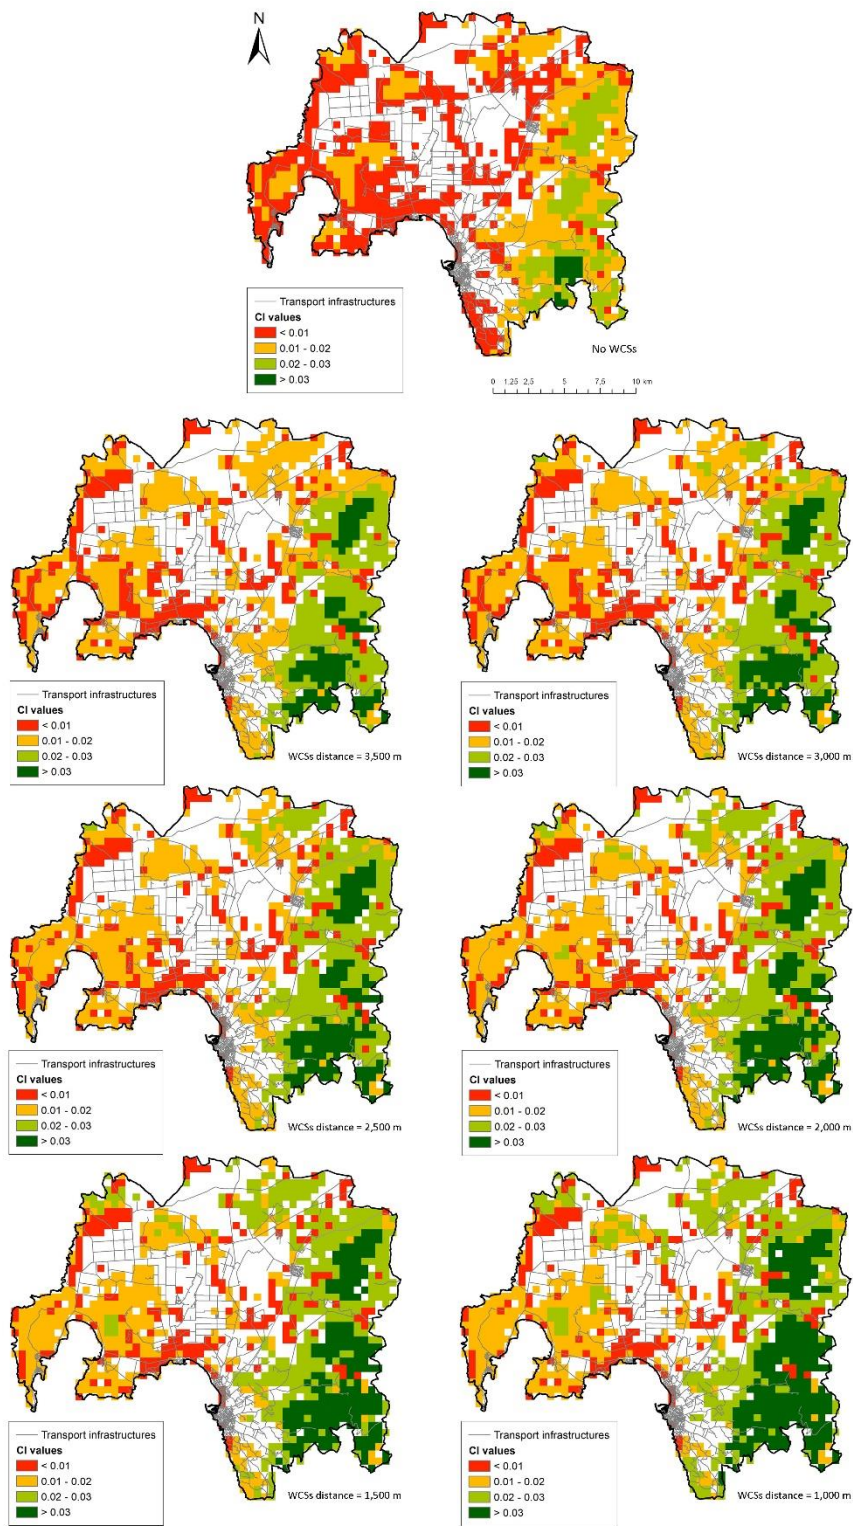 N
Transport infrastructures
CI values
< 0.01
0.01 - 0.02
0.02 - 0.03
> 0.03
No WCSs
0 1,25 2,5 5 7,5 10 km
Transport infrastructures
CI values
< 0.01
0.01 - 0.02
0.02 - 0.03
> 0.03
WCSs distance = 3,500 m
Transport infrastructures
CI values
< 0.01
0.01 - 0.02
0.02 - 0.03
> 0.03
WCSs distance = 3,000 m
Transport infrastructures
CI values
< 0.01
0.01 - 0.02
0.02 - 0.03
> 0.03
WCSs distance = 2,500 m
Transport infrastructures
CI values
< 0.01
0.01 - 0.02
0.02 - 0.03
> 0.03
WCSs distance = 2,000 m
Transport infrastructures
CI values
< 0.01
0.01 - 0.02
0.02 - 0.03
> 0.03
WCSs distance = 1,500 m
Transport infrastructures
CI values
< 0.01
0.01 - 0.02
0.02 - 0.03
> 0.03
WCSs distance = 1,000 m